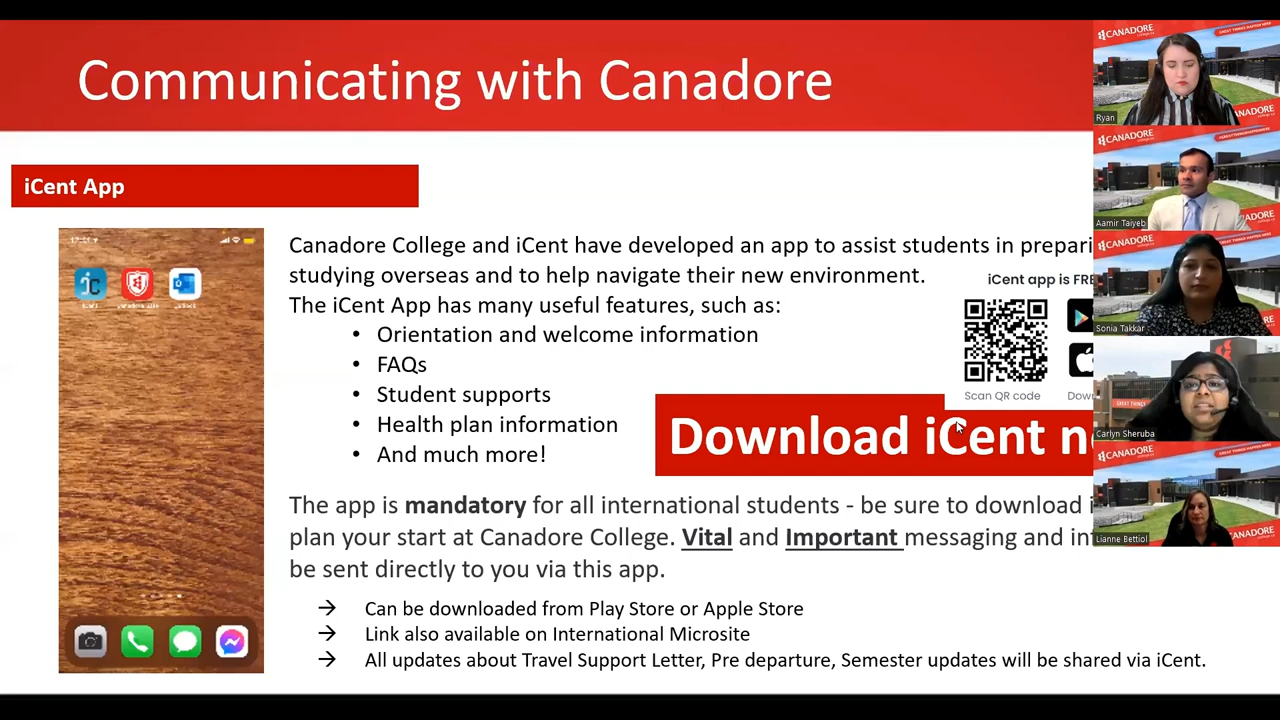 Communicating with Canadore
iCent App
Canadore College and iCent have developed an app to assist students in
studying overseas and to help navigate their new environment.
iCent app is
The iCent App has many useful features, such as:
• Orientation and welcome information
• FAQs
• Student supports
• Health plan information
• And much more!
Scan QR code
Download iCent
The app is mandatory for all international students - be sure to download
plan your start at Canadore College. Vital and Important messaging and
be sent directly to you via this app.
→ Can be downloaded from Play Store or Apple Store
→ Link also available on International Microsite
→ All updates about Travel Support Letter, Pre departure, Semester updates will be shared via iCent.
CANADORE
Ryan
CANADORE
Aamir Taiyeb
CANADORE
Sonia Takkar
GREAT THINGS
Carlyn Sheruba
CANADORE
Lianne Bettiol